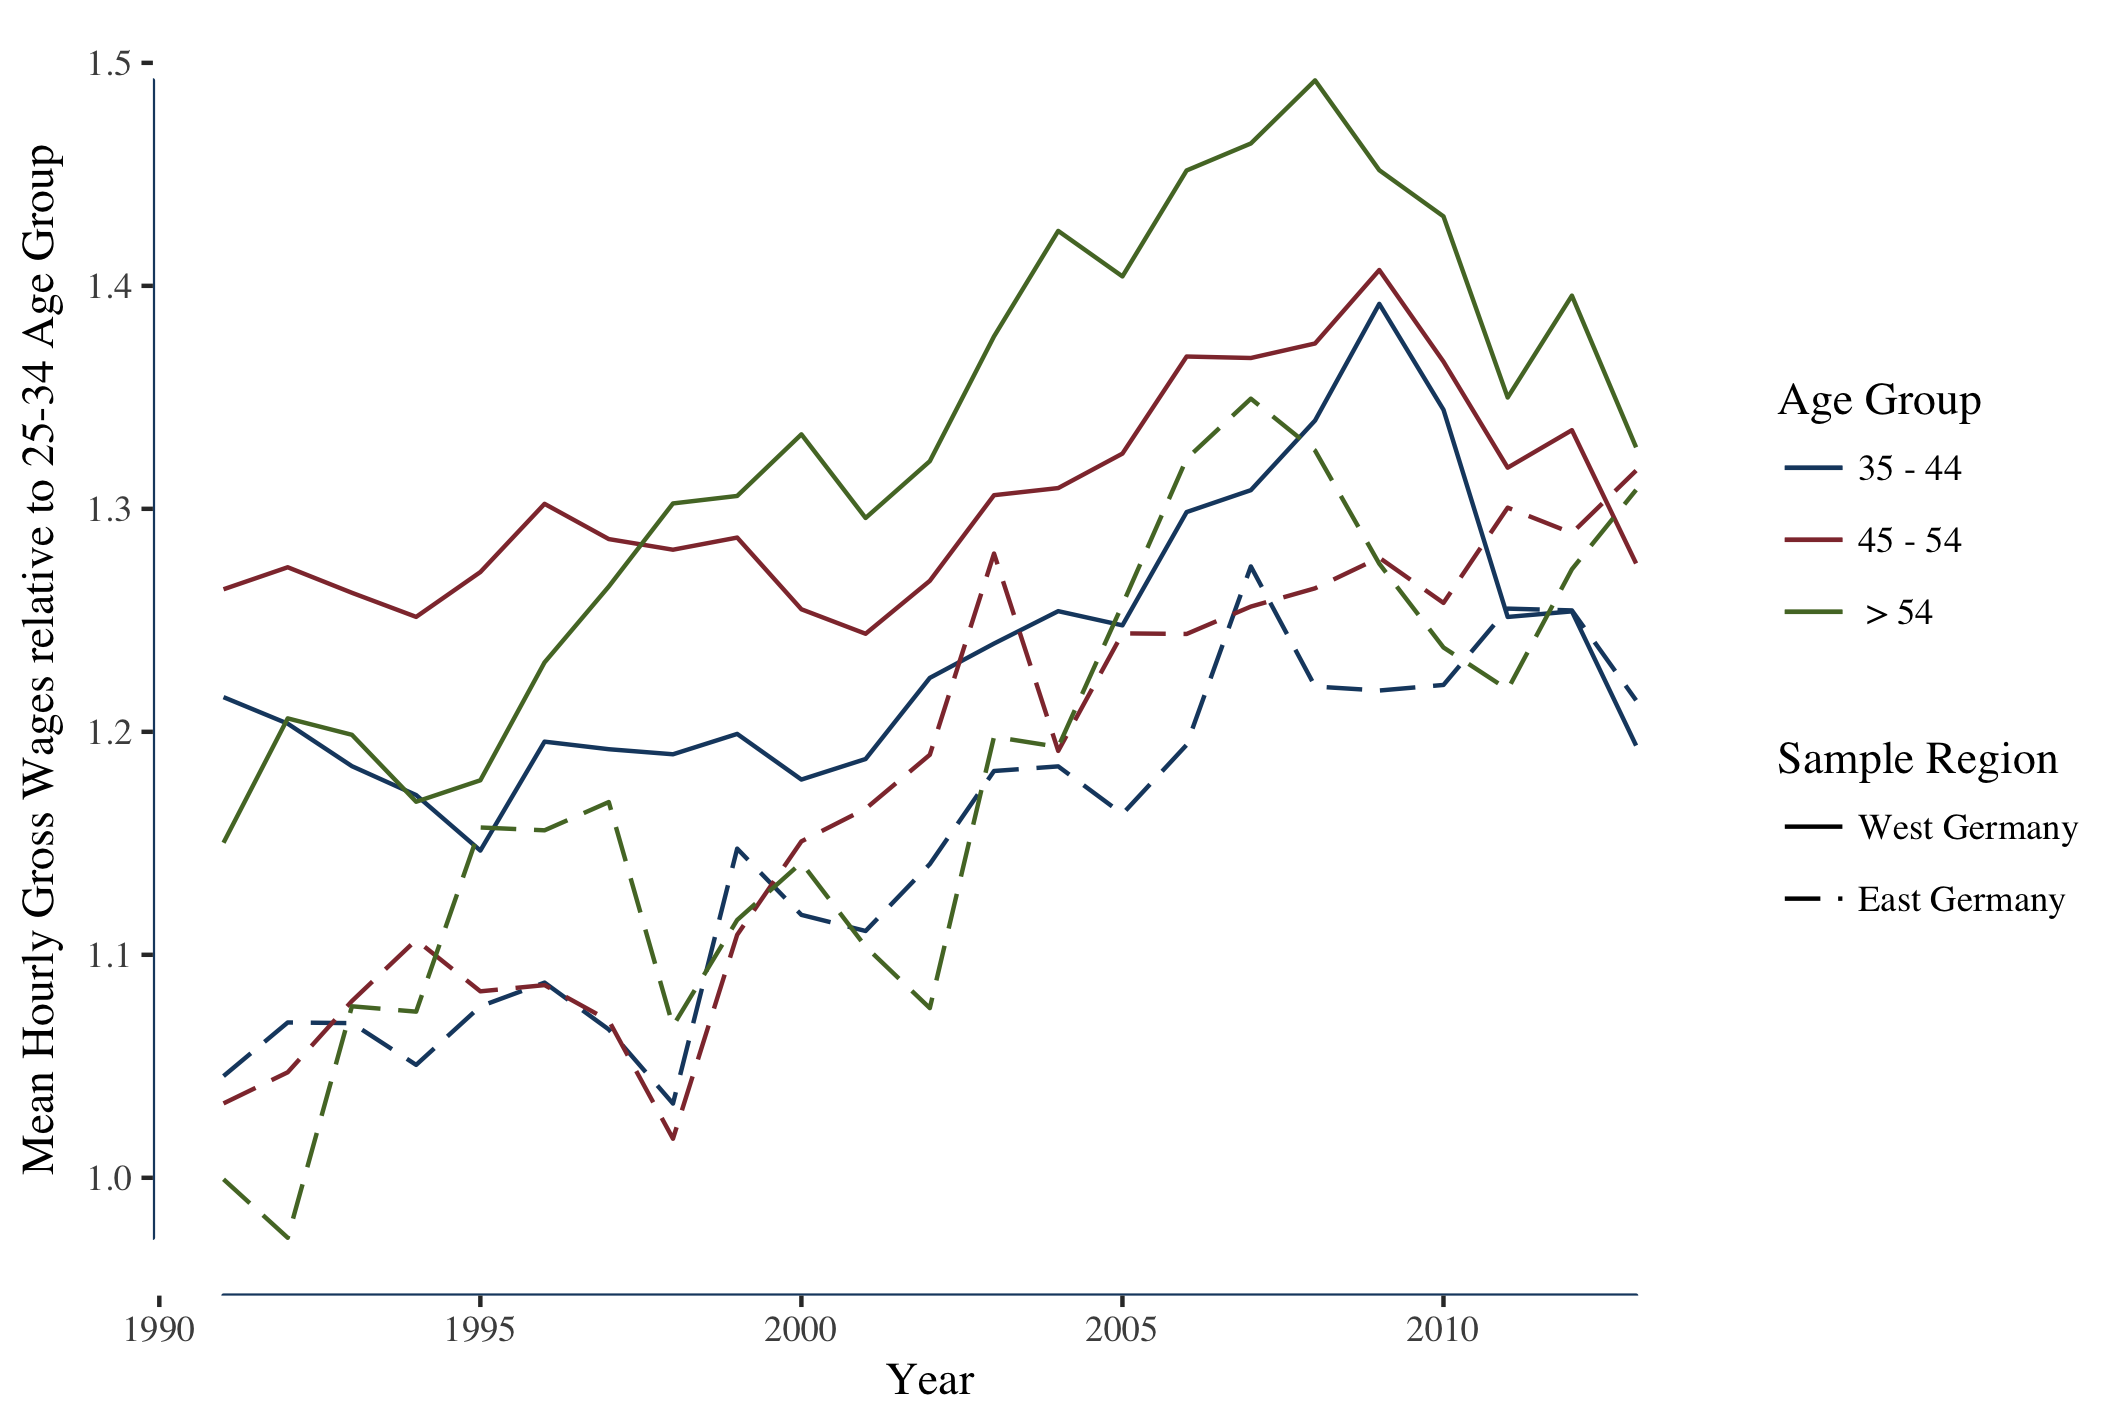 Mean Hourly Gross Wages relative to 25-34 Age Group
1.5
1.4
1.3
1.2
1.1
1.0
1990 1995 2000 2005 2010
Year
Age Group
35 - 44
45 - 54
> 54
Sample Region
West Germany
East Germany